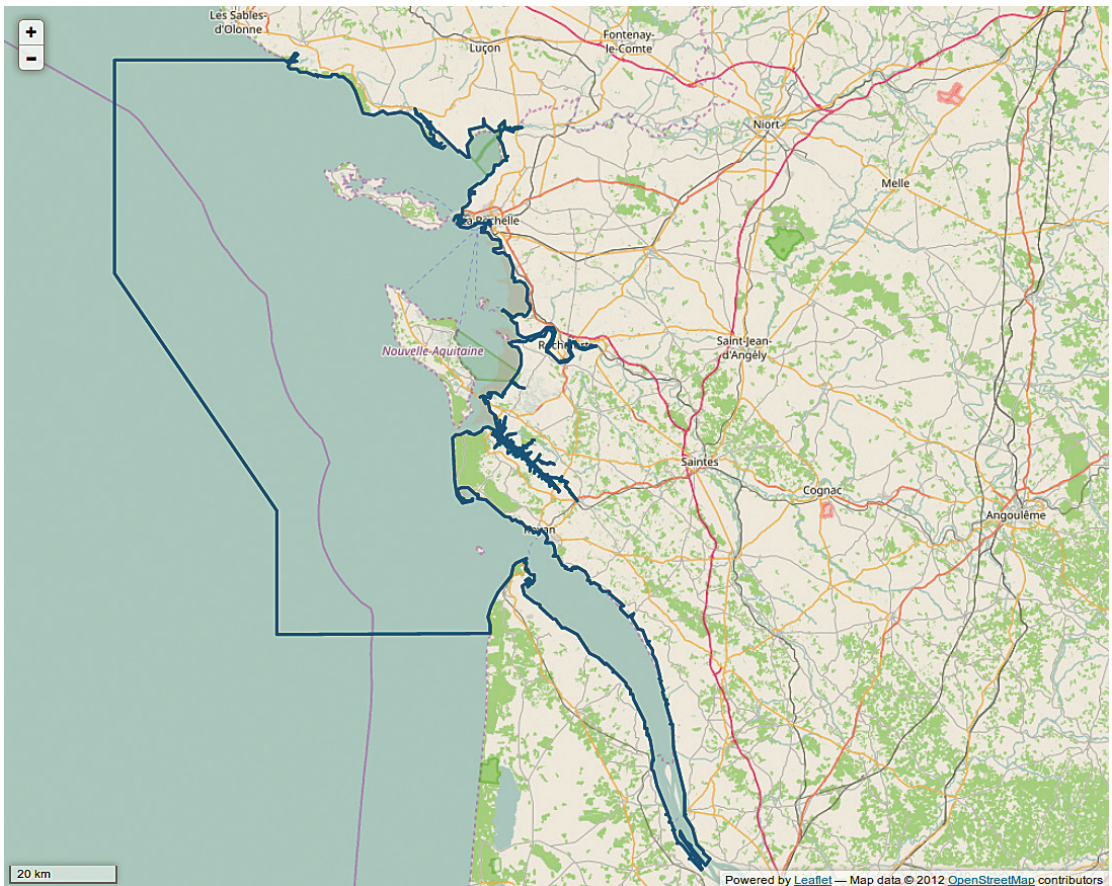 Les Sables-
d'Olonne
+
-
Luçon
Fontenay-
le-Comte
Niort
Melle
La Rochelle
Nouvelle-Aquitaine
Rochefort
Saint-Jean-
d'Angély
Saintes
Cognac
Angoulême
Royan
20 km
Powered by Leaflet — Map data © 2012 OpenStreetMap contributors